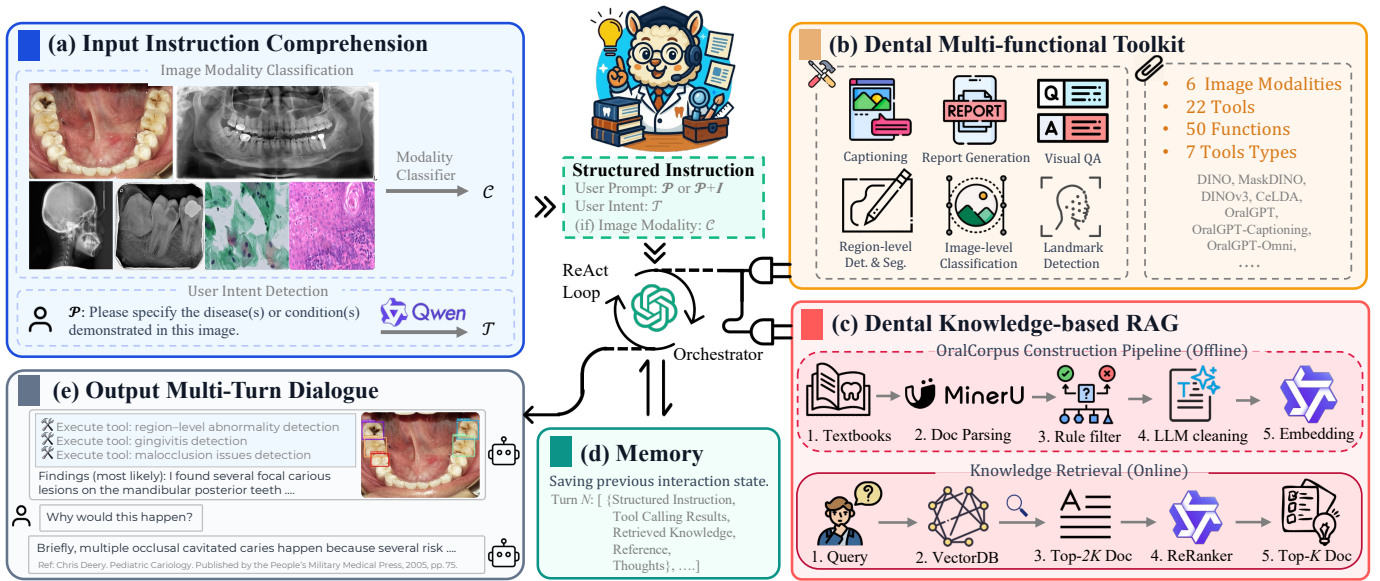 (a) Input Instruction Comprehension
Image Modality Classification
Modality
Classifier
C
User Intent Detection
P: Please specify the disease(s) or condition(s)
demonstrated in this image.
Qwen
T
Structured Instruction
User Prompt: P or P+I
User Intent: T
(if) Image Modality: C
ReAct
Loop
Orchestrator
(b) Dental Multi-functional Toolkit
Captioning
REPORT
Report Generation
Q
A
Visual QA
Region-level
Det. & Seg.
Image-level
Classification
Landmark
Detection
• 6 Image Modalities
• 22 Tools
• 50 Functions
• 7 Tools Types
DINO, MaskDINO,
DINOv3, CeLDA,
OralGPT,
OralGPT-Captioning,
OralGPT-Omni,
....
(c) Dental Knowledge-based RAG
OralCorpus Construction Pipeline (Offline)
MinerU
?
T
1. Textbooks
2. Doc Parsing
3. Rule filter
4. LLM cleaning
5. Embedding
Knowledge Retrieval (Online)
?
A
1. Query
2. VectorDB
3. Top-2K Doc
4. ReRanker
5. Top-K Doc
(d) Memory
Saving previous interaction state.
Turn N: [ {Structured Instruction,
Tool Calling Results,
Retrieved Knowledge,
Reference,
Thoughts}, ….]
(e) Output Multi-Turn Dialogue
Execute tool: region–level abnormality detection
Execute tool: gingivitis detection
Execute tool: malocclusion issues detection
Findings (most likely): I found several focal carious
lesions on the mandibular posterior teeth ....
Why would this happen?
Briefly, multiple occlusal cavitated caries happen because several risk ....
Ref: Chris Deery. Pediatric Cariology. Published by the People's Military Medical Press, 2005, pp. 75.